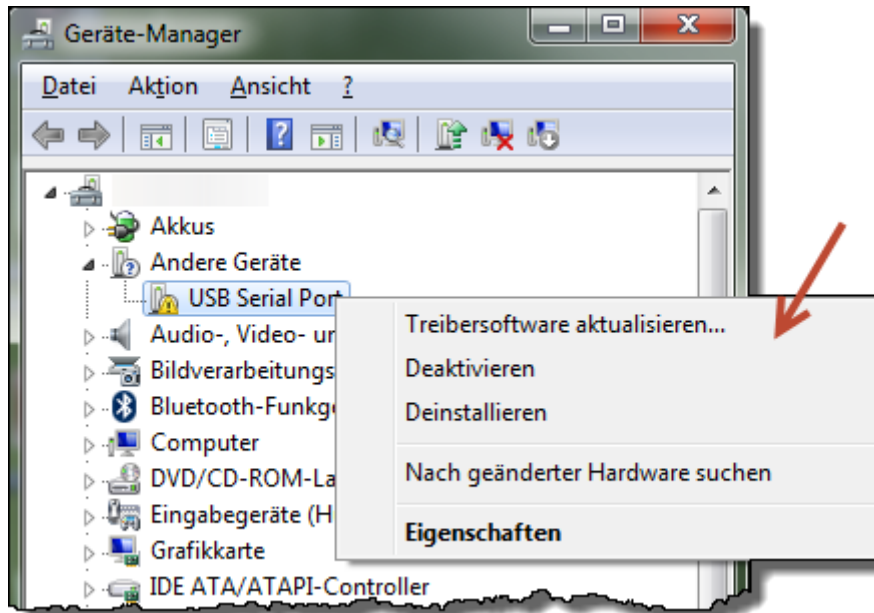 Geräte-Manager
Datei Aktion Ansicht ?
Akkus
Andere Geräte
USB Serial Port
Treibersoftware aktualisieren...
Audio-, Video- ur
Deaktivieren
Bildverarbeitungs
Bluetooth-Funkge
Deinstallieren
Computer
Nach geänderter Hardware suchen
DVD/CD-ROM-La
Eingabegeräte (H
Eigenschaften
Grafikkarte
IDE ATA/ATAPI-Controller